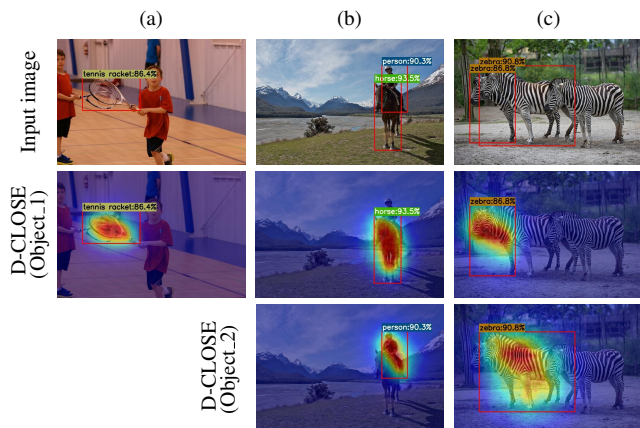 (a) (b) (c)
Input image
tennis racket:86.4%
person:90.3%
horse:93.5%
zebra:90.8%
zebra:86.8%
D-CLOSE
(Object_1)
tennis racket:86.4%
horse:93.5%
zebra:86.8%
D-CLOSE
(Object_2)
person:90.3%
zebra:90.8%